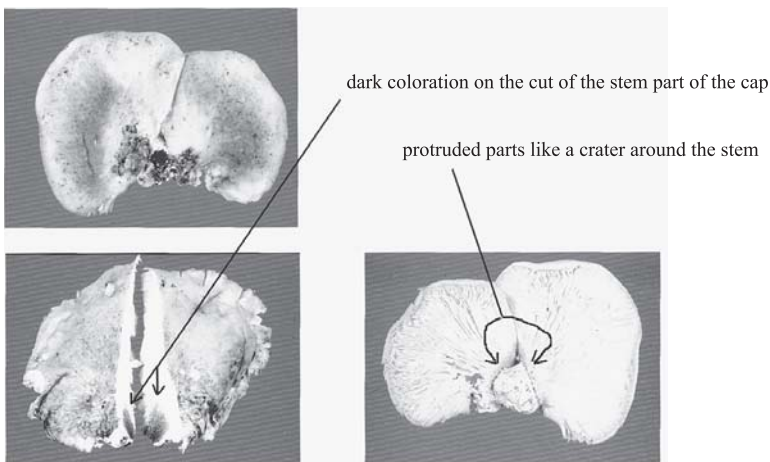 dark coloration on the cut of the stem part of the cap
protruded parts like a crater around the stem